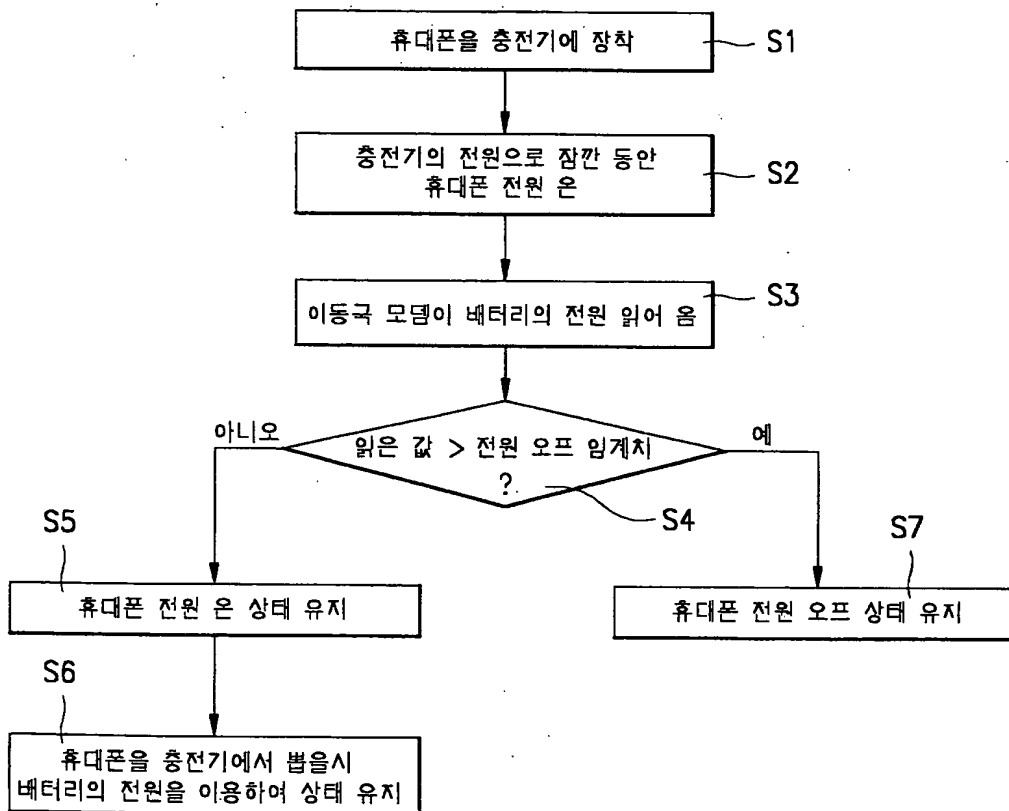 휴대폰을 충전기에 장착
S1
충전기의 전원으로 잠깐 동안
휴대폰 전원 온
S2
이동국 모뎀이 배터리의 전원 읽어 옴
S3
아니오
읽은 값 > 전원 오프 임계치
?
예
S4
S5
휴대폰 전원 온 상태 유지
S7
휴대폰 전원 오프 상태 유지
S6
휴대폰을 충전기에서 뽑을시
배터리의 전원을 이용하여 상태 유지